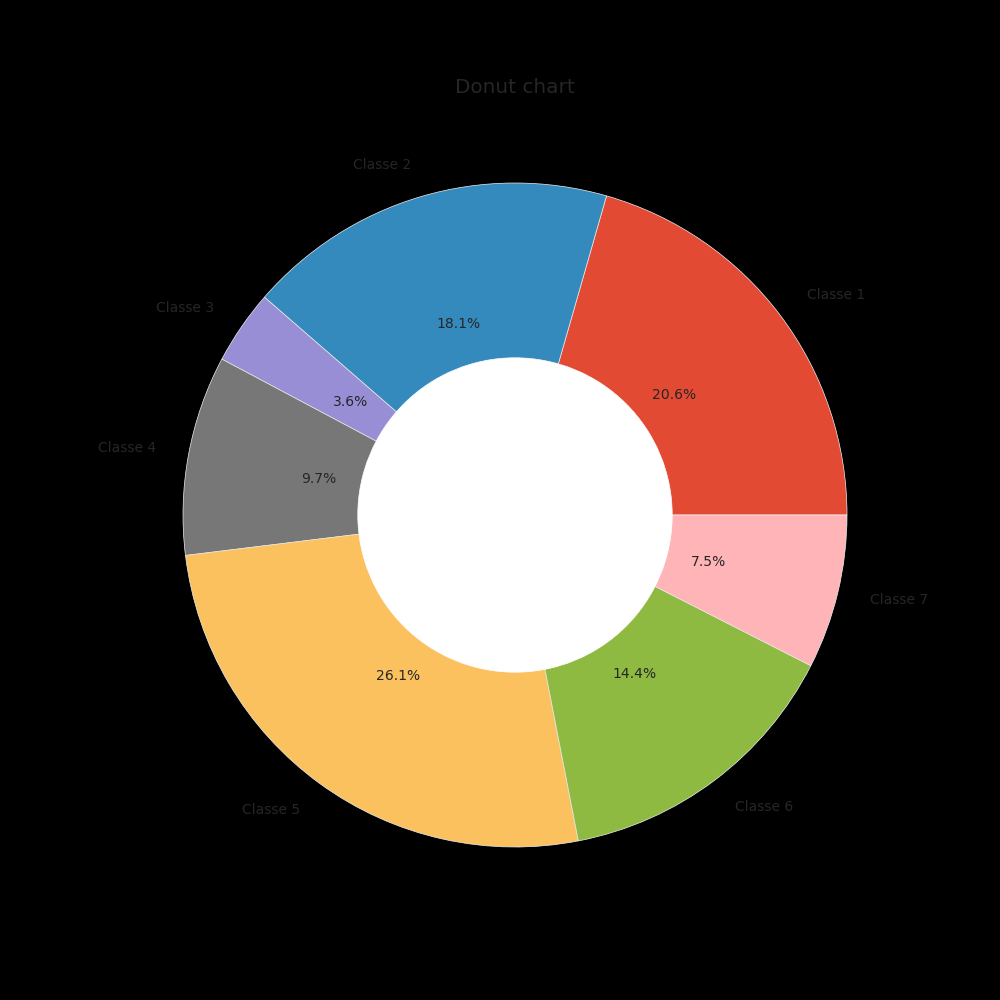 Donut chart
Classe 2
Classe 1
Classe 3
18.1%
20.6%
3.6%
Classe 4
9.7%
7.5%
Classe 7
26.1%
14.4%
Classe 5
Classe 6